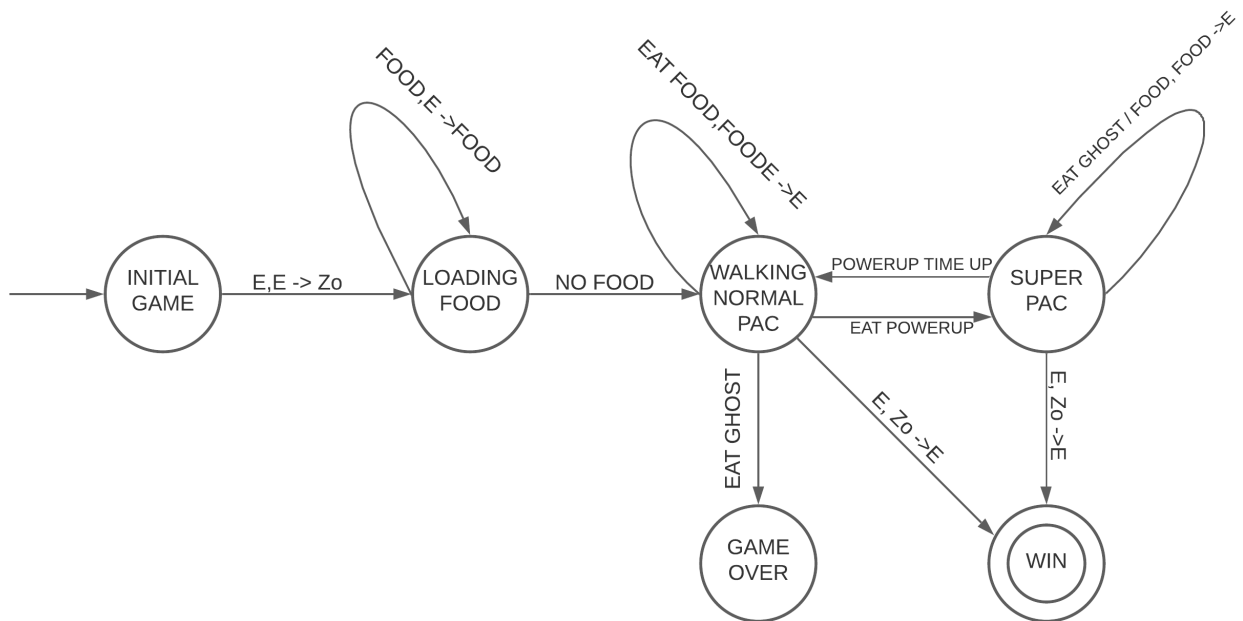 EAT GHOST / FOOD, FOOD ->E
FOOD,E ->FOOD
EAT FOOD,FOODE ->E
INITIAL
GAME
E,E -> Zo
LOADING
FOOD
NO FOOD
WALKING
NORMAL
PAC
POWERUP TIME UP
EAT POWERUP
SUPER
PAC
EAT GHOST
E, Zo ->E
E, Zo ->E
GAME
OVER
WIN